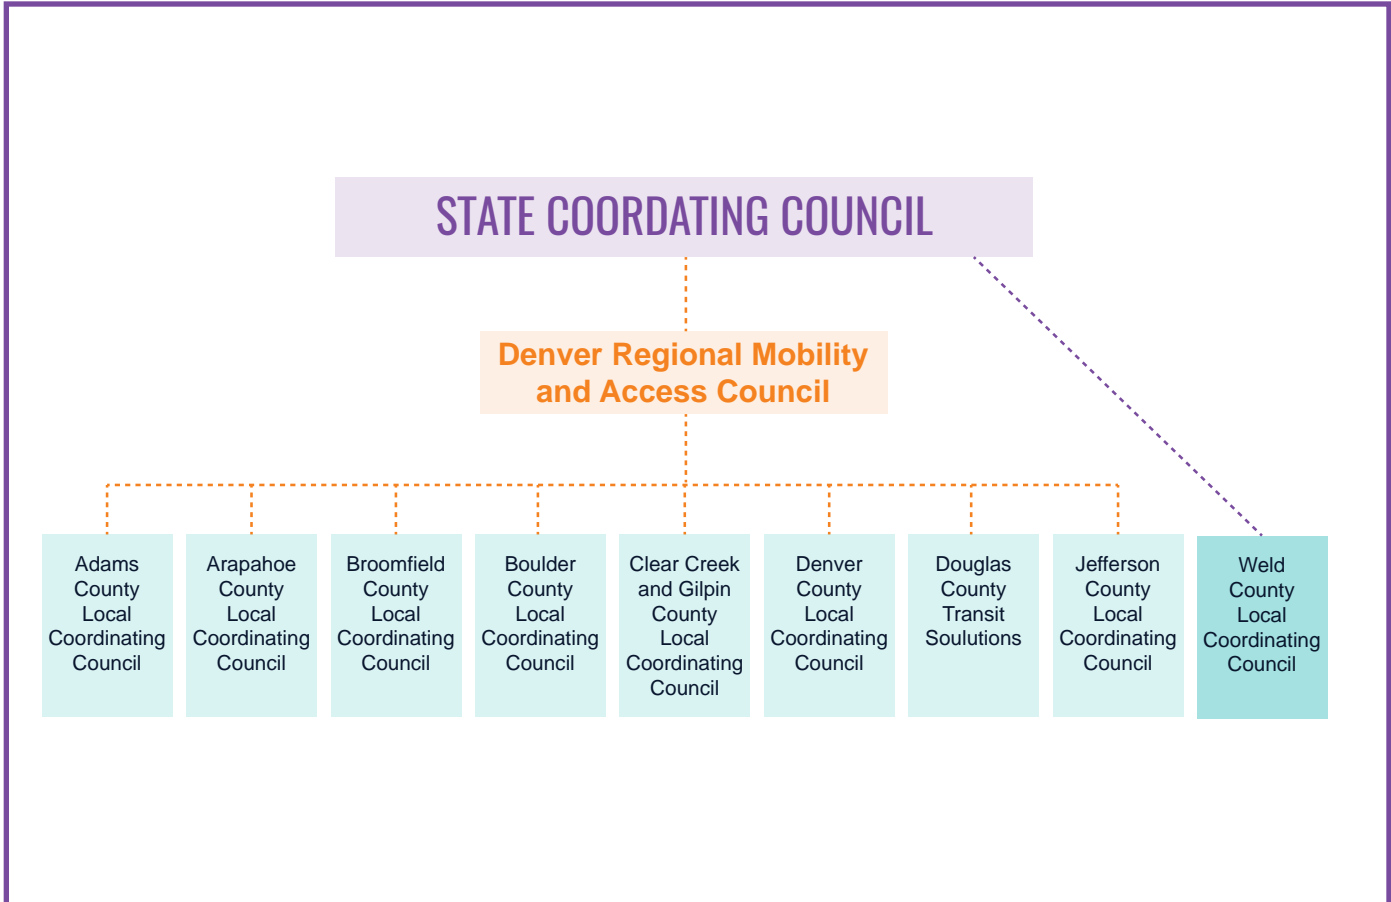 STATE COORDATING COUNCIL
Denver Regional Mobility
and Access Council
Adams
County
Local
Coordinating
Council
Arapahoe
County
Local
Coordinating
Council
Broomfield
County
Local
Coordinating
Council
Boulder
County
Local
Coordinating
Council
Clear Creek
and Gilpin
County
Local
Coordinating
Council
Denver
County
Local
Coordinating
Council
Douglas
County
Transit
Soulutions
Jefferson
County
Local
Coordinating
Council
Weld
County
Local
Coordinating
Council